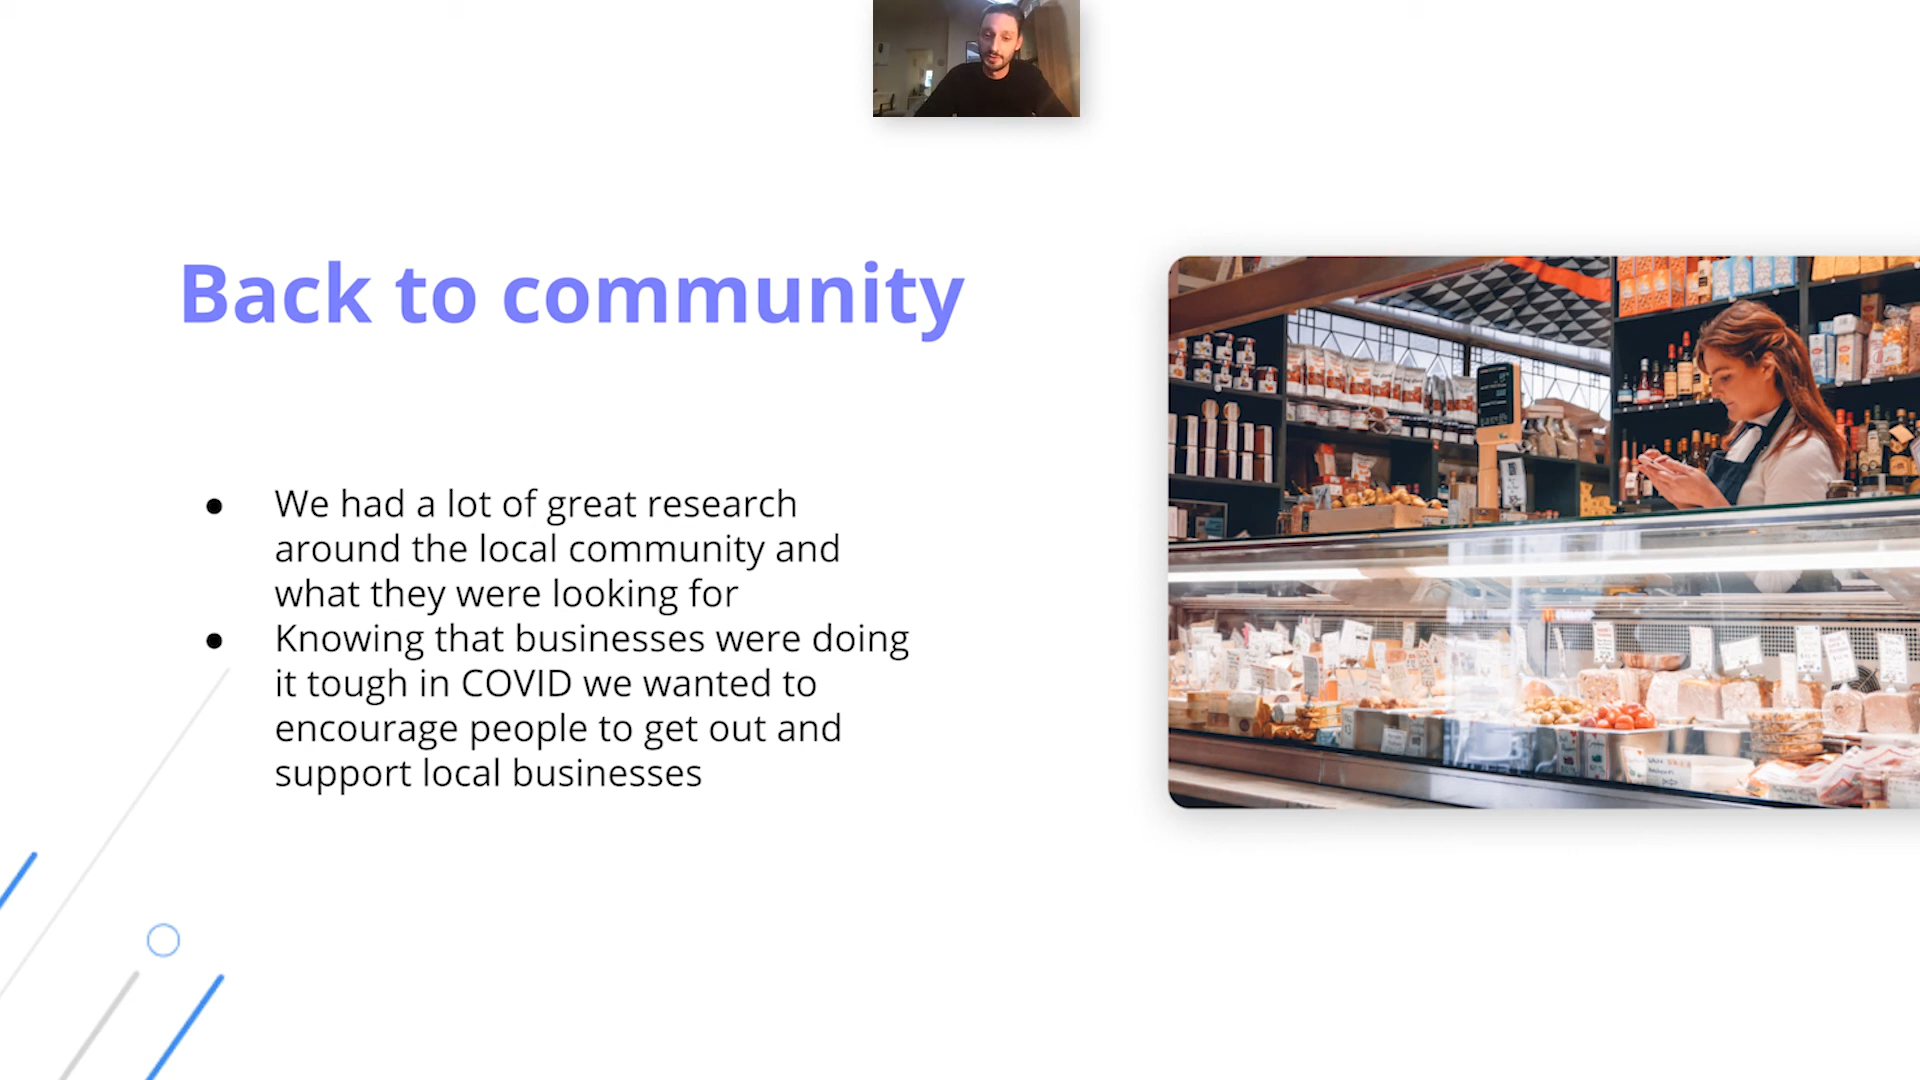 Back to community
● We had a lot of great research
around the local community and
what they were looking for
● Knowing that businesses were doing
it tough in COVID we wanted to
encourage people to get out and
support local businesses